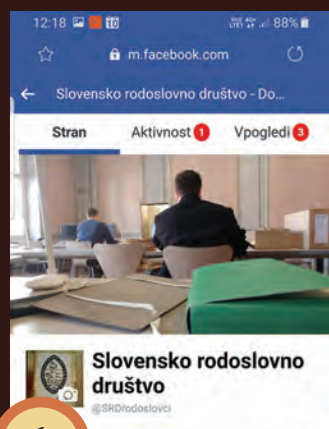 12:18 88%
m.facebook.com
Slovensko rodoslovno društvo - Do...
Stran Aktivnost 1 Vpogledi 3
Slovensko rodoslovno
društvo
@SRDrodoslovci